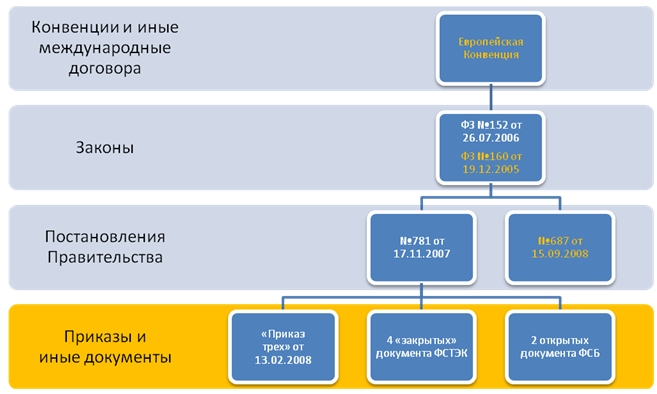 Конвенции и иные
международные
договора
Европейская
Конвенция
Законы
ФЗ №152 от
26.07.2006
ФЗ №160 от
19.12.2005
Постановления
Правительства
№781 от
17.11.2007
№687 от
15.09.2008
Приказы и
иные документы
«Приказ
трех» от
13.02.2008
4 «закрытых»
документа ФСТЭК
2 открытых
документа ФСБ